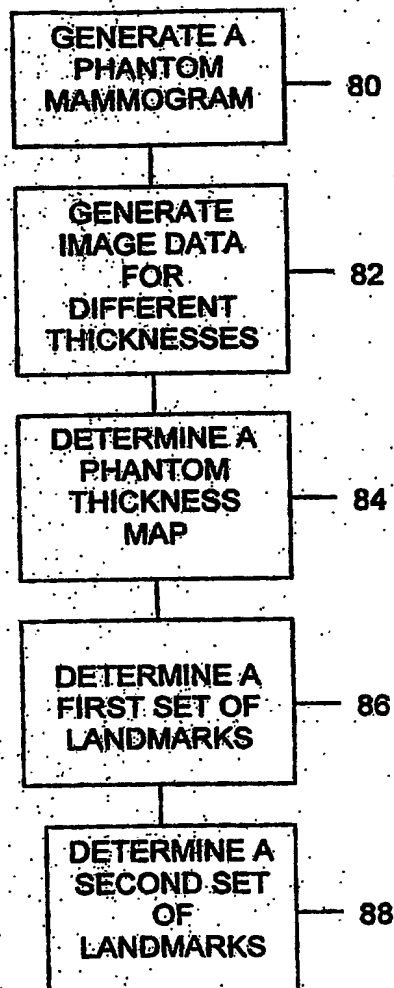 GENERATE A
PHANTOM
MAMMOGRAM
80
GENERATE
IMAGE DATA
FOR
DIFFERENT
THICKNESSES
82
DETERMINE A
PHANTOM
THICKNESS
MAP
84
DETERMINE A
FIRST SET OF
LANDMARKS
86
DETERMINE A
SECOND SET
OF
LANDMARKS
88